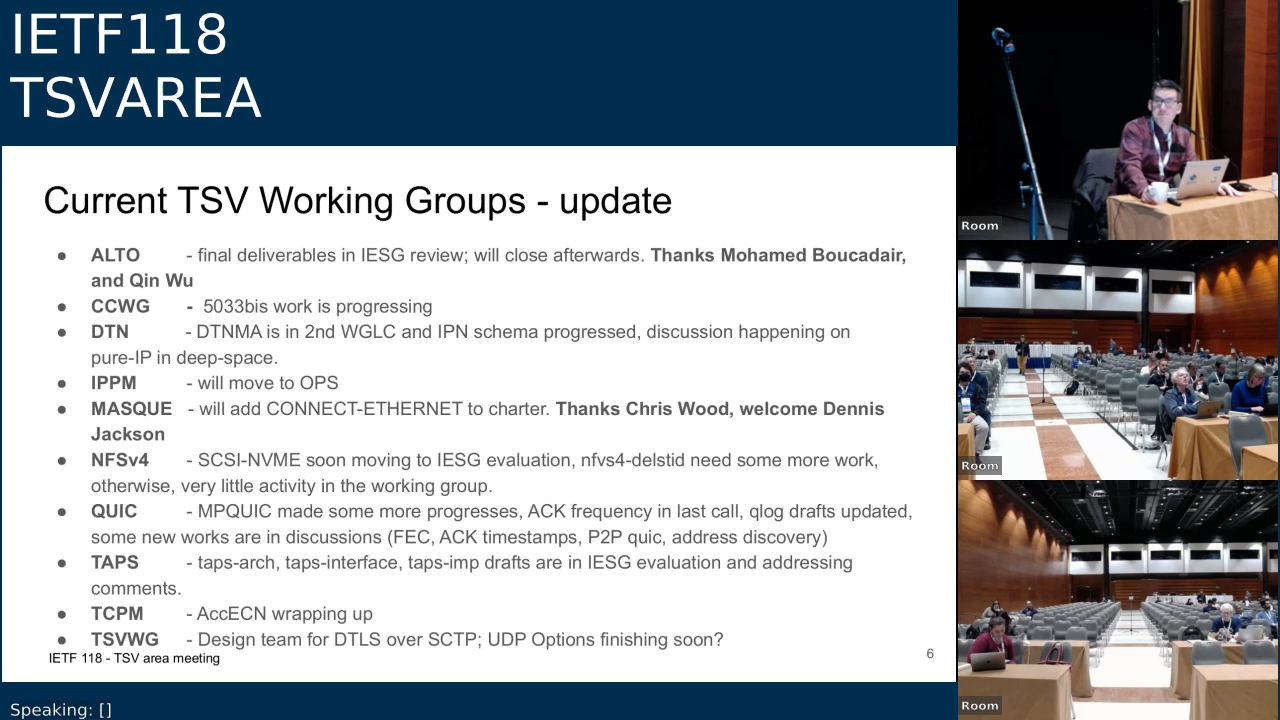 IETF118
TSVAREA
Current TSV Working Groups - update
● ALTO - final deliverables in IESG review; will close afterwards. Thanks Mohamed Boucadair,
and Qin Wu
● CCWG - 5033bis work is progressing
● DTN - DTNMA is in 2nd WGLC and IPN schema progressed, discussion happening on
pure-IP in deep-space.
● IPPM - will move to OPS
● MASQUE - will add CONNECT-ETHERNET to charter. Thanks Chris Wood, welcome Dennis
Jackson
● NFSv4 - SCSI-NVME soon moving to IESG evaluation, nfvs4-delstid need some more work,
otherwise, very little activity in the working group.
● QUIC - MPQUIC made some more progresses, ACK frequency in last call, qlog drafts updated,
some new works are in discussions (FEC, ACK timestamps, P2P quic, address discovery)
● TAPS - taps-arch, taps-interface, taps-imp drafts are in IESG evaluation and addressing
comments.
● TCPM - AccECN wrapping up
● TSVWG - Design team for DTLS over SCTP; UDP Options finishing soon?
IETF 118 - TSV area meeting
6
Speaking: []
Room
Room
Room